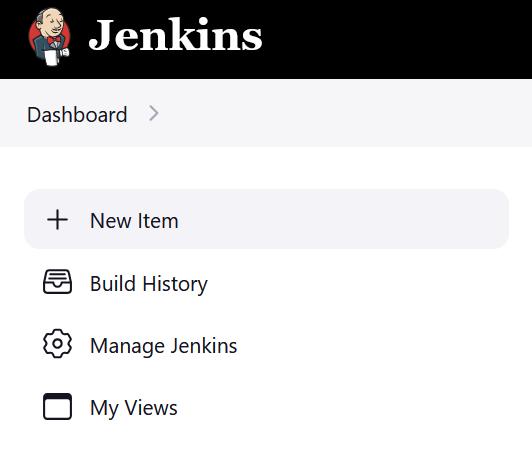 Jenkins
Dashboard
New Item
Build History
Manage Jenkins
My Views